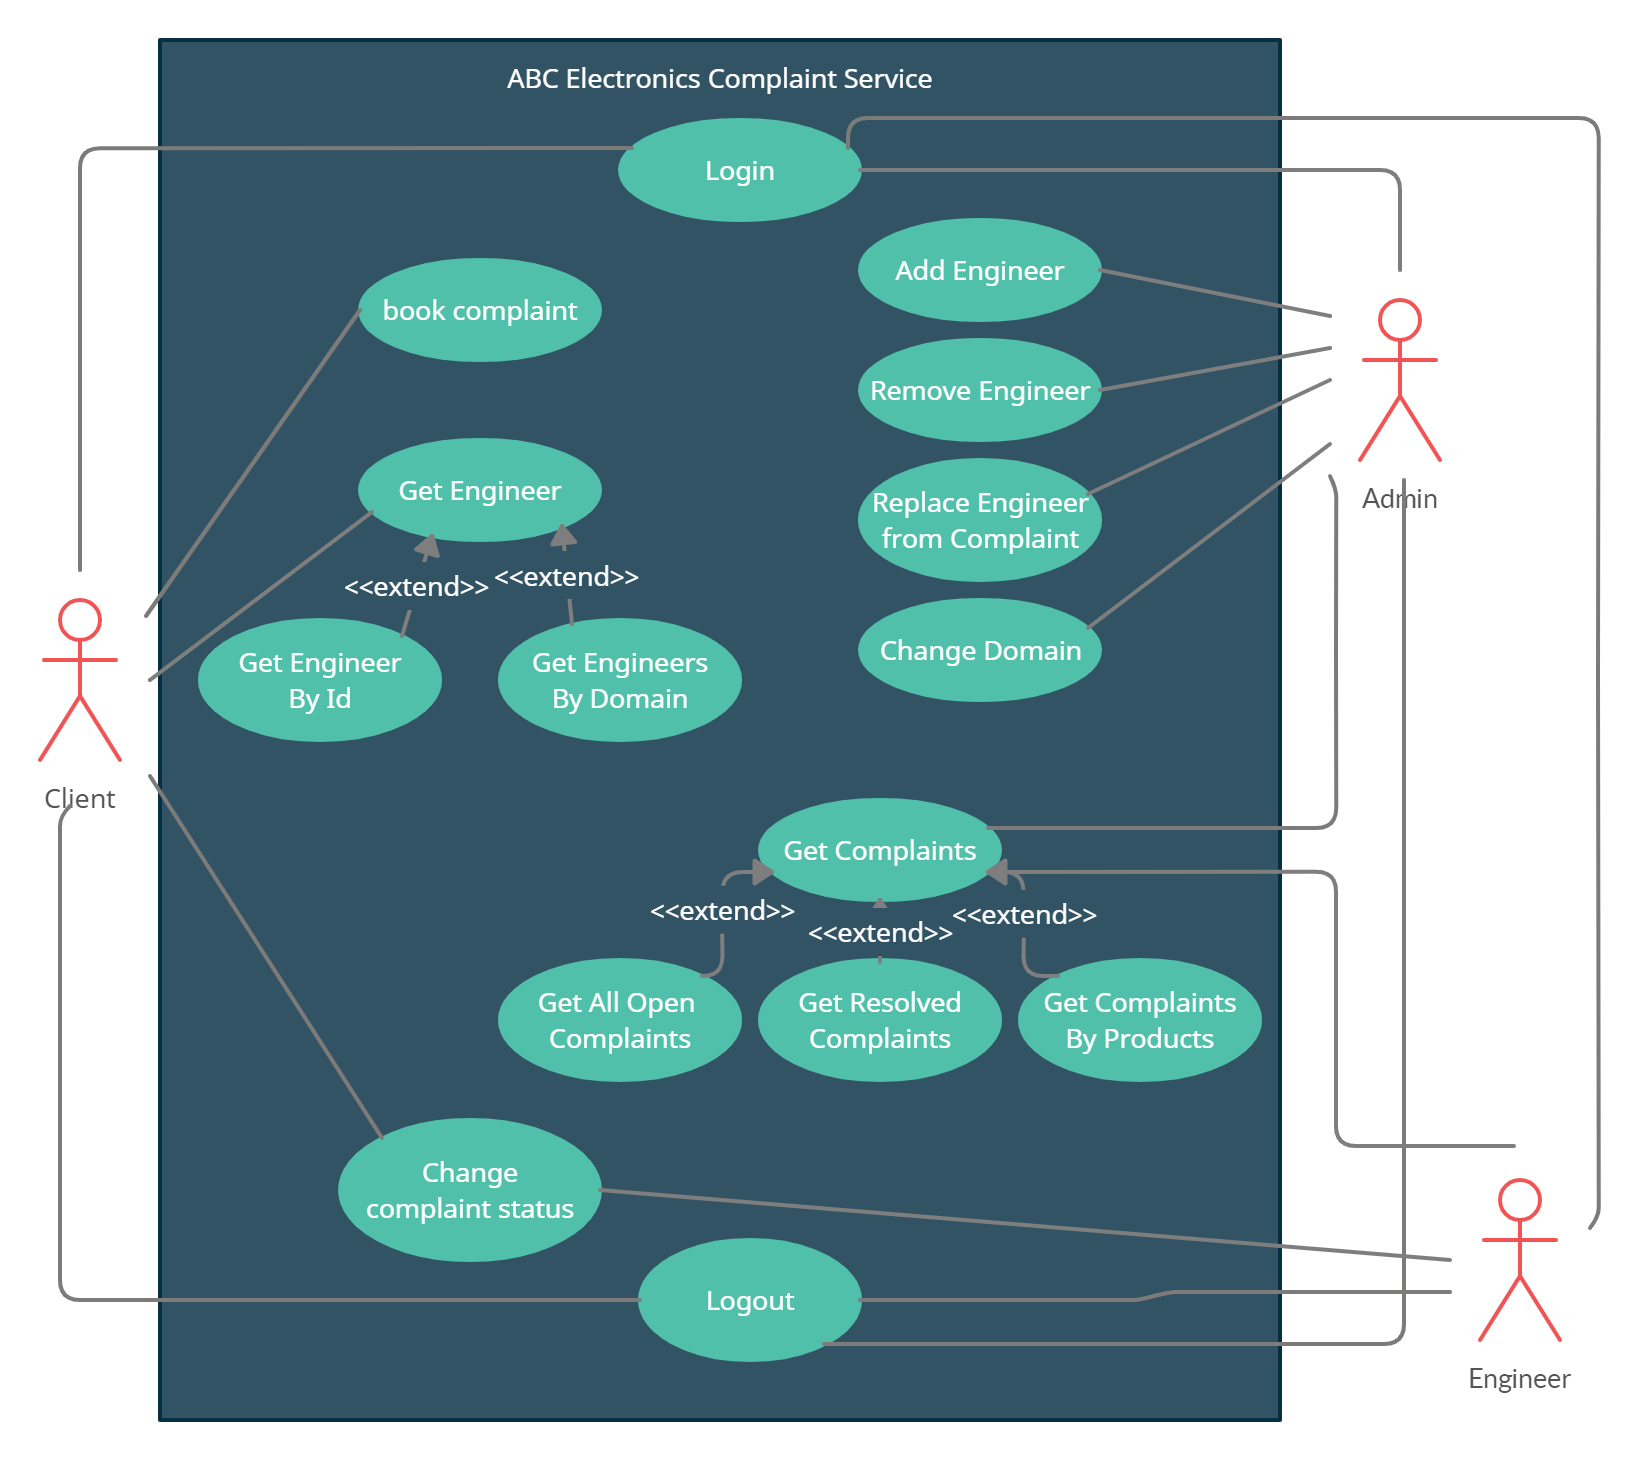 ABC Electronics Complaint Service
Login
Add Engineer
book complaint
Remove Engineer
Get Engineer
Replace Engineer
from Complaint
Admin
<<extend>>
<<extend>>
Get Engineer
By Id
Get Engineers
By Domain
Change Domain
Client
Get Complaints
<<extend>>
<<extend>>
<<extend>>
Get All Open
Complaints
Get Resolved
Complaints
Get Complaints
By Products
Change
complaint status
Logout
Engineer